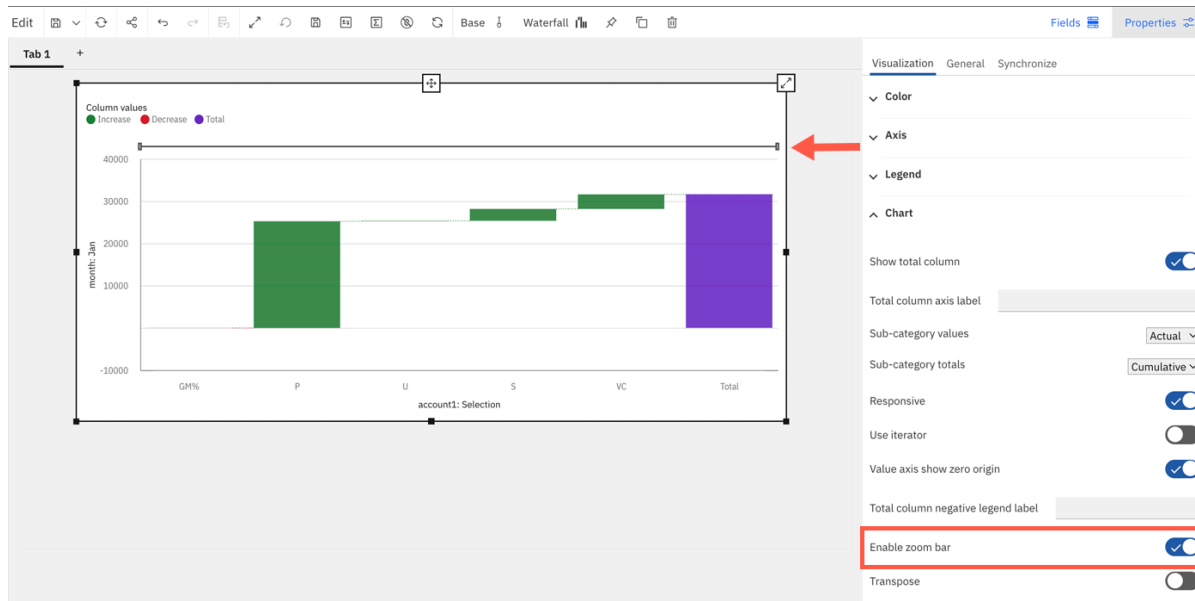 Edit Base Waterfall Fields Properties
Tab 1 +
Visualization General Synchronize
Column values
Increase Decrease Total
40000
30000
20000
10000
-10000
month: Jan
GM% P U S VC Total
account1: Selection
Color
Axis
Legend
Chart
Show total column
Total column axis label
Sub-category values Actual
Sub-category totals Cumulative
Responsive
Use iterator
Value axis show zero origin
Total column negative legend label
Enable zoom bar
Transpose